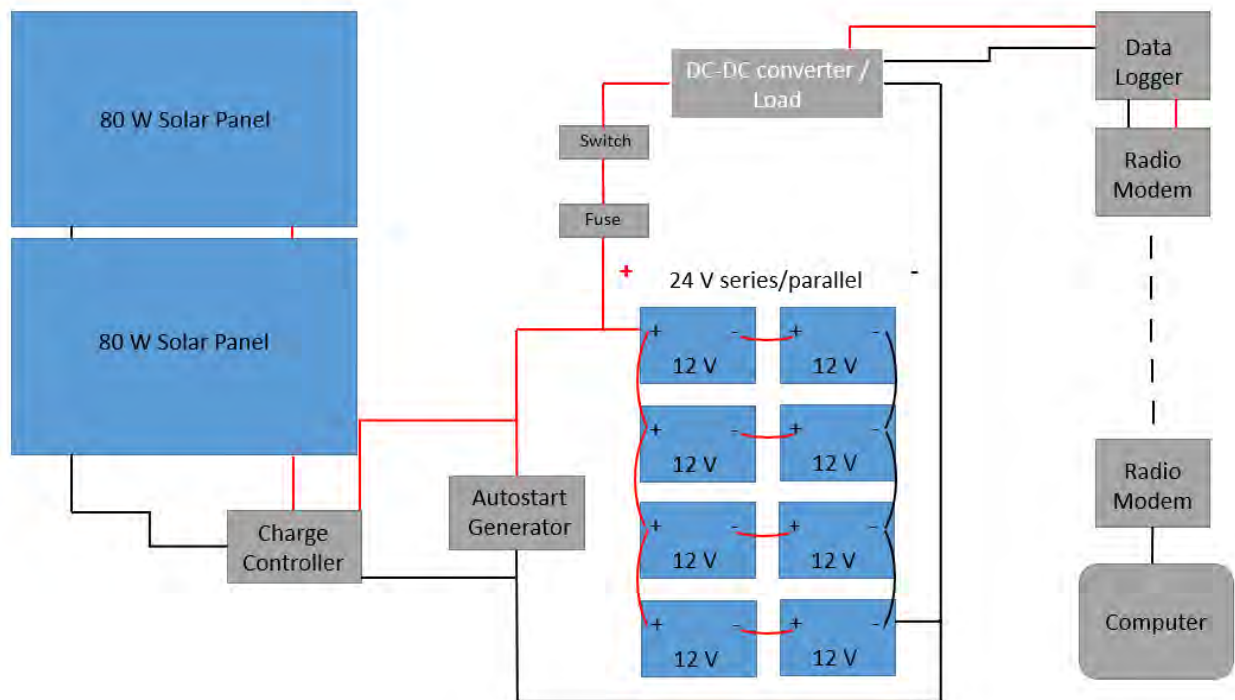 80 W Solar Panel
80 W Solar Panel
Charge
Controller
Autostart
Generator
DC-DC converter /
Load
Switch
Fuse
+
-
24 V series/parallel
+ - + -
12 V 12 V
+ - + -
12 V 12 V
+ - + -
12 V 12 V
+ - + -
12 V 12 V
Data
Logger
Radio
Modem
Radio
Modem
Computer